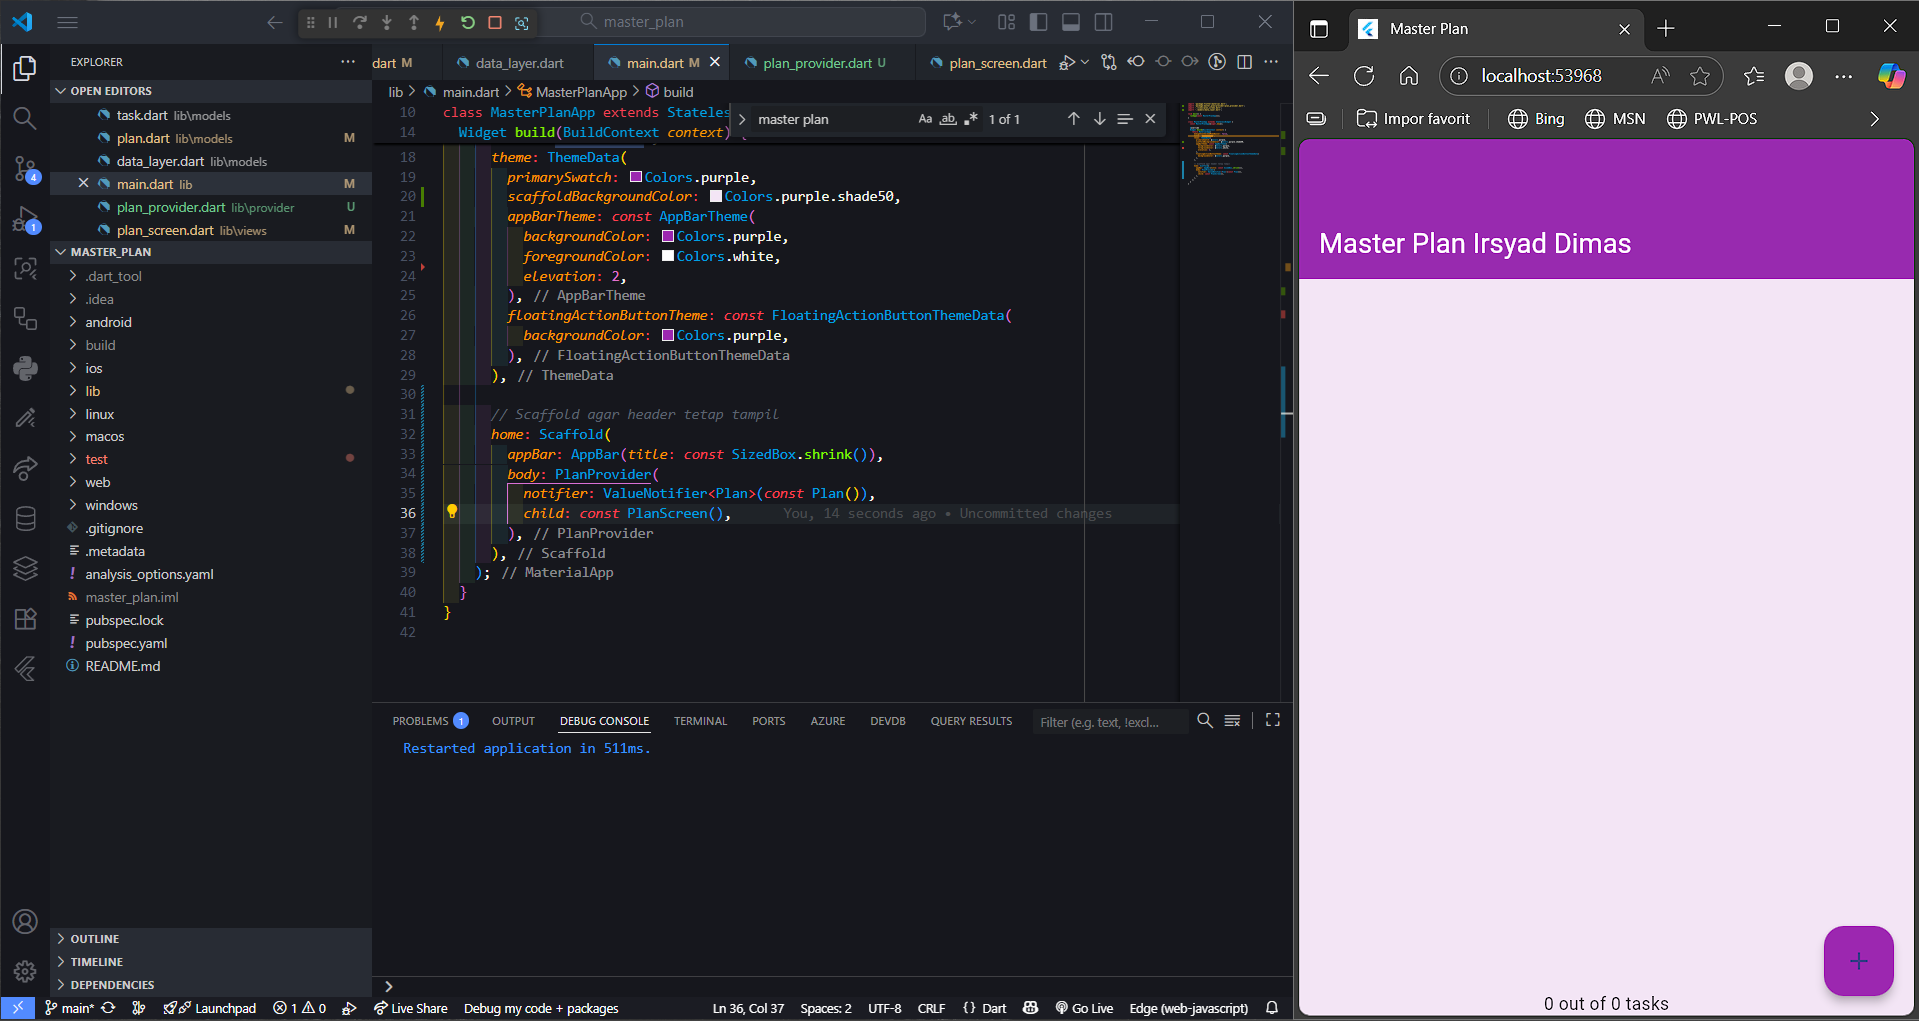 master_plan
EXPLORER
OPEN EDITORS
task.dart lib\models
plan.dart lib\models M
data_layer.dart lib\models
main.dart lib M
plan_provider.dart lib\provider U
plan_screen.dart lib\views M
MASTER_PLAN
.dart_tool
.idea
android
build
ios
lib
linux
macos
test
web
windows
.gitignore
.metadata
analysis_options.yaml
master_plan.iml
pubspec.lock
pubspec.yaml
README.md
OUTLINE
TIMELINE
DEPENDENCIES
4
1
dart M
data_layer.dart
main.dart M
plan_provider.dart U
plan_screen.dart
lib > main.dart > MasterPlanApp > build
master plan
Aa
ab
1 of 1
10 class MasterPlanApp extends Stateles
14 Widget build(BuildContext context) {
18 theme: ThemeData(
19 primarySwatch: Colors.purple,
20 scaffoldBackgroundColor: Colors.purple.shade50,
21 appBarTheme: const AppBarTheme(
22 backgroundColor: Colors.purple,
23 foregroundColor: Colors.white,
24 elevation: 2,
25 ), // AppBarTheme
26 floatingActionButtonTheme: const FloatingActionButtonThemeData(
27 backgroundColor: Colors.purple,
28 ), // FloatingActionButtonThemeData
29 ), // ThemeData
30
31 // Scaffold agar header tetap tampil
32 home: Scaffold(
33 appBar: AppBar(title: const SizedBox.shrink()),
34 body: PlanProvider(
35 notifier: ValueNotifier<Plan>(const Plan()),
36 child: const PlanScreen(), You, 14 seconds ago • Uncommitted changes
37 ), // PlanProvider
38 ), // Scaffold
39 ); // MaterialApp
40 }
41 }
42
PROBLEMS 1 OUTPUT DEBUG CONSOLE TERMINAL PORTS AZURE DEVDB QUERY RESULTS
Filter (e.g. text, !excl...
Restarted application in 511ms.
main* Launchpad 1 0 Live Share Debug my code + packages
Ln 36, Col 37 Spaces: 2 UTF-8 CRLF {} Dart Go Live Edge (web-javascript)
Master Plan
localhost:53968
Impor favorit Bing MSN PWL-POS
Master Plan Irsyad Dimas
+
0 out of 0 tasks